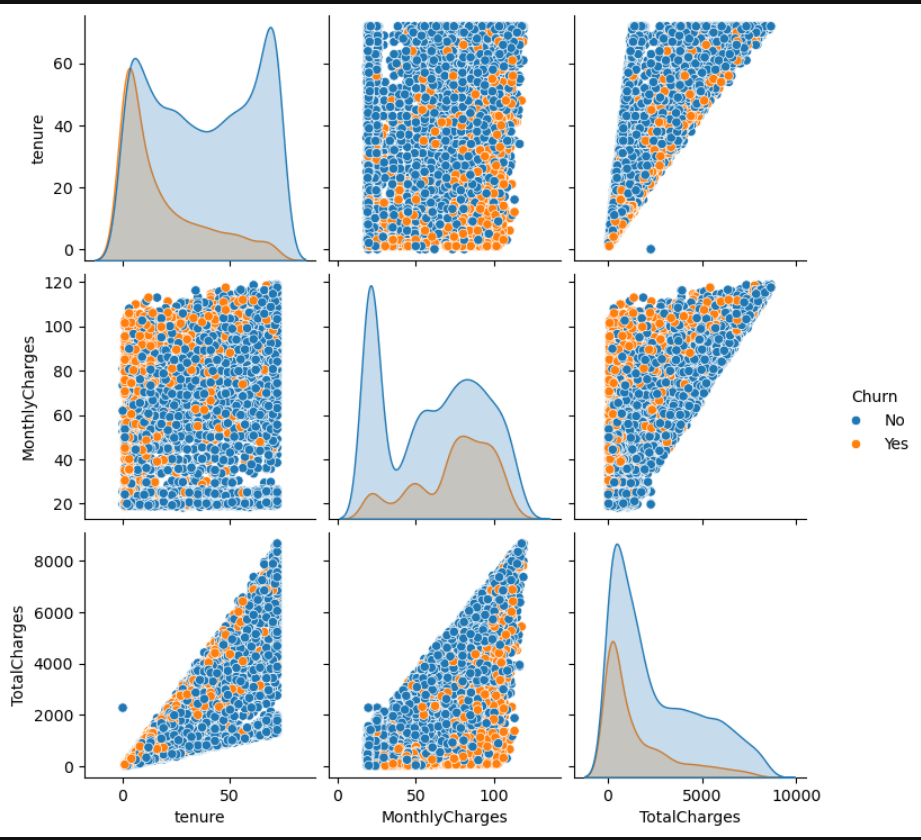 tenure
60
40
20
0
MonthlyCharges
120
100
80
60
40
20
Churn
No
Yes
TotalCharges
8000
6000
4000
2000
0
0 50
0 50 100
0 5000 10000
tenure
MonthlyCharges
TotalCharges